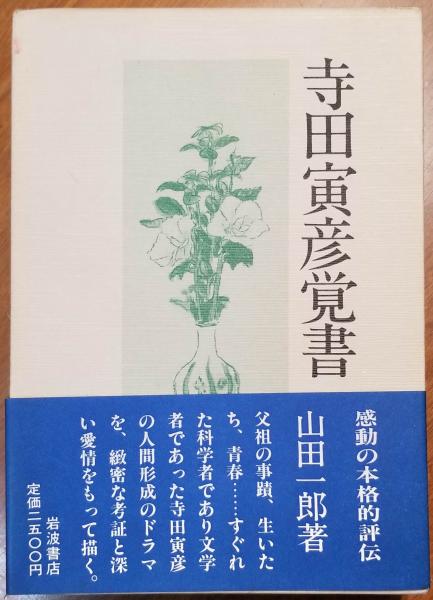 寺田寅彦覚書
感動の本格的評伝
山田一郎著
父祖の事蹟、生いた
ち、青春……すぐれ
た科学者であり文学
者であった寺田寅彦
の人間形成のドラマ
を、緻密な考証と深
い愛情をもって描く。
岩波書店
定価二五〇〇円